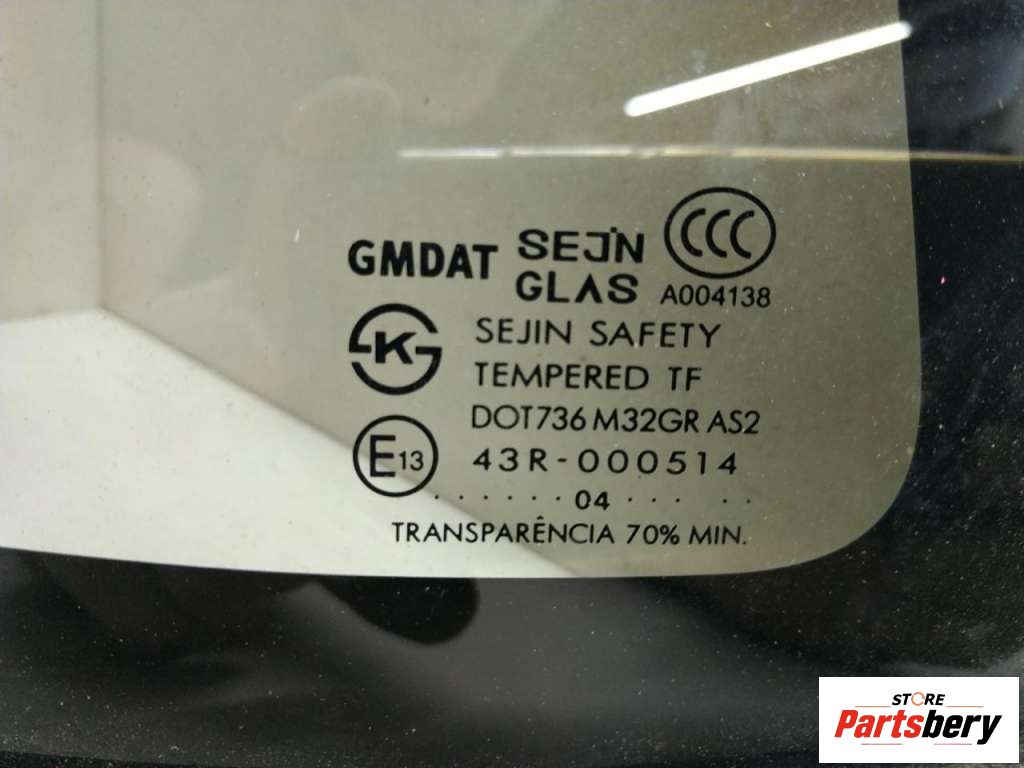 GMDAT SEJIN GLAS CCC
A004138
K
SEJIN SAFETY
TEMPERED TF
DOT736 M32GR AS2
E13 43R-000514
. . . . . . 04 . . . . . .
TRANSPARÊNCIA 70% MIN.
STORE
Partsbery